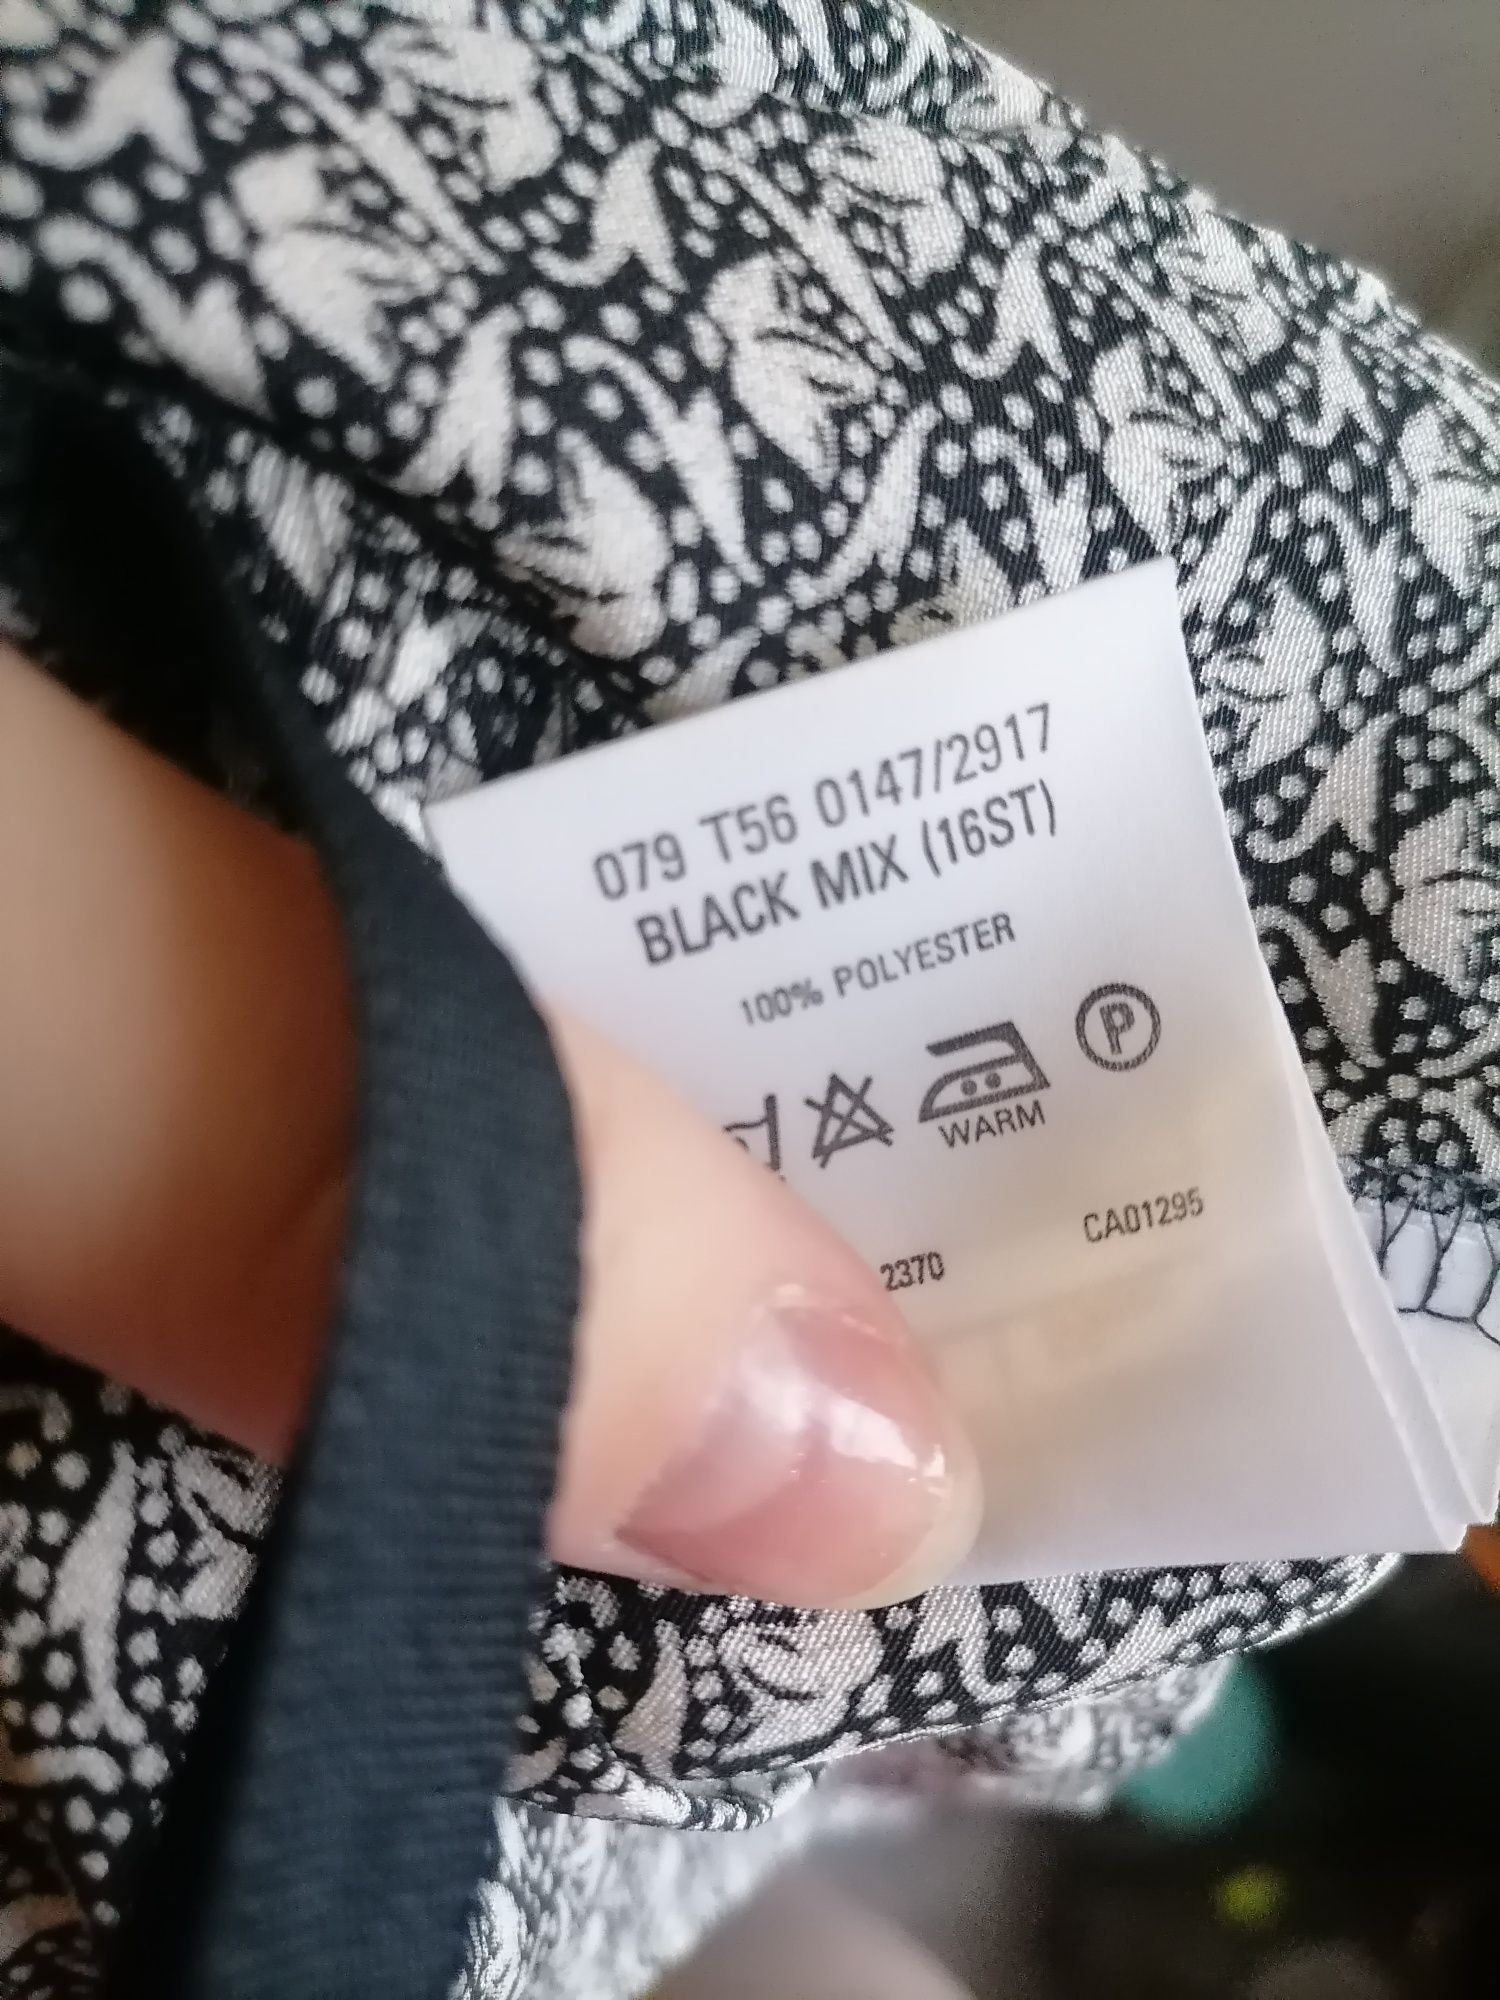 079 T56 0147/2917
BLACK MIX (16ST)
100% POLYESTER
P
WARM
CA01295
2370